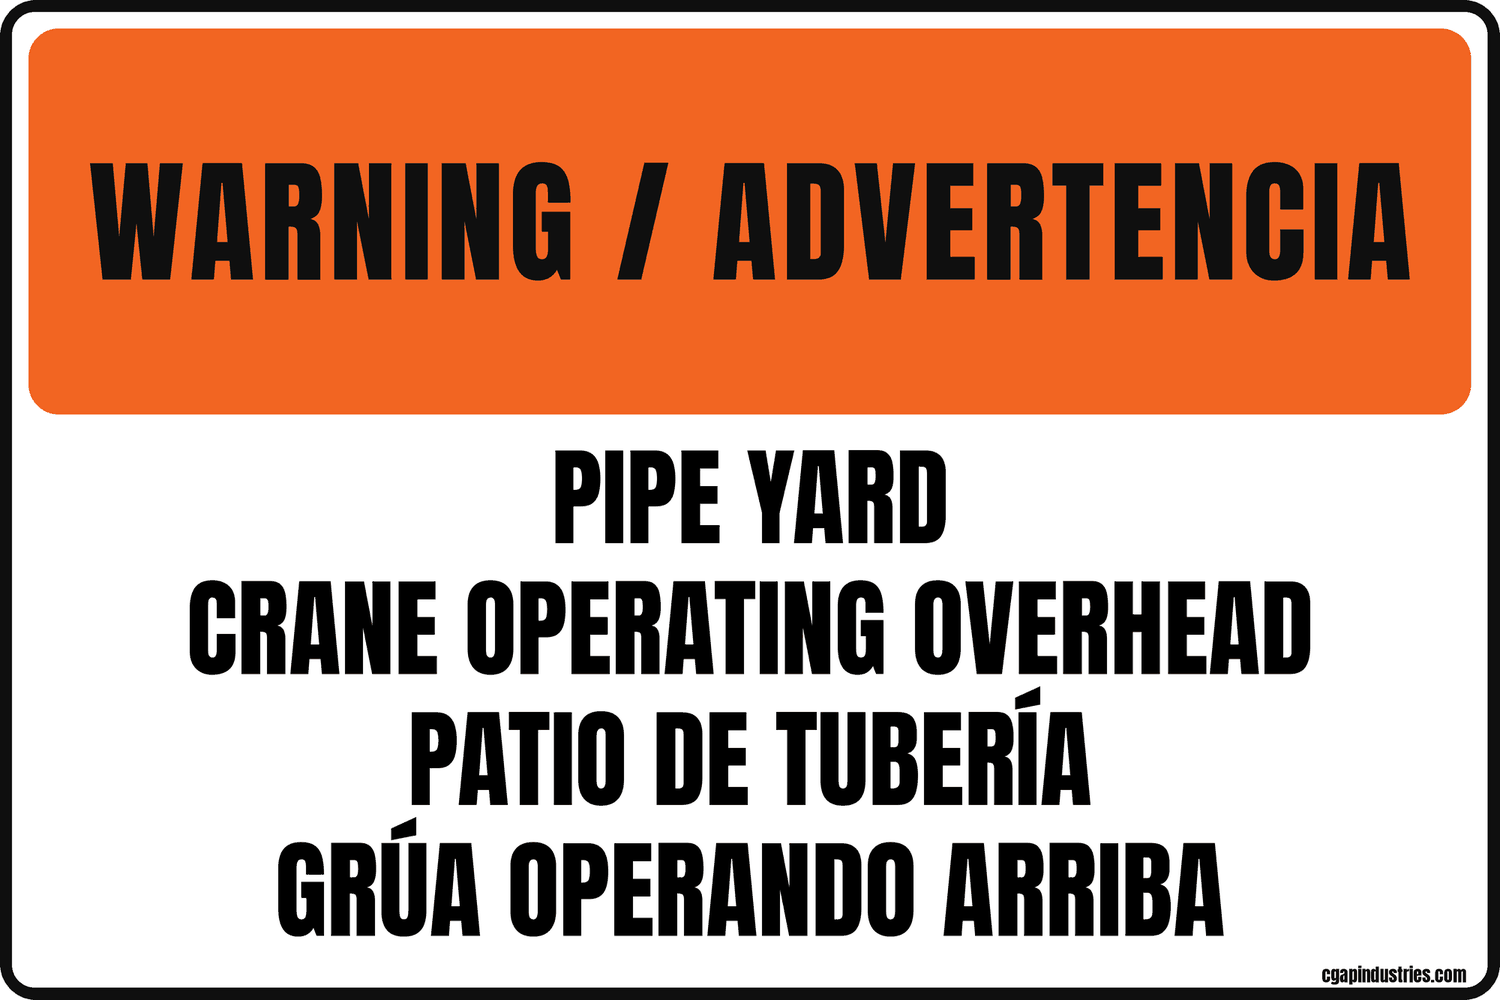 WARNING / ADVERTENCIA
PIPE YARD
CRANE OPERATING OVERHEAD
PATIO DE TUBERÍA
GRÚA OPERANDO ARRIBA
cgapindustries.com